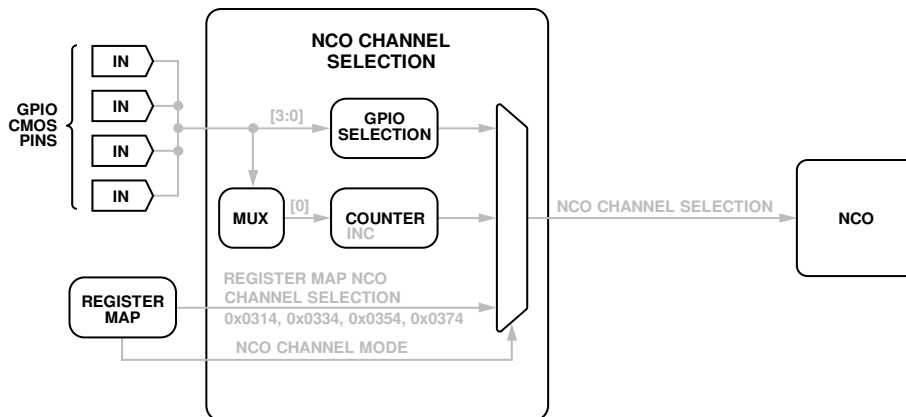 NCO CHANNEL
SELECTION
IN
IN
IN
IN
GPIO
CMOS
PINS
[3:0]
GPIO
SELECTION
MUX
[0]
COUNTER
INC
NCO CHANNEL SELECTION
NCO
REGISTER
MAP
REGISTER MAP NCO
CHANNEL SELECTION
0x0314, 0x0334, 0x0354, 0x0374
NCO CHANNEL MODE